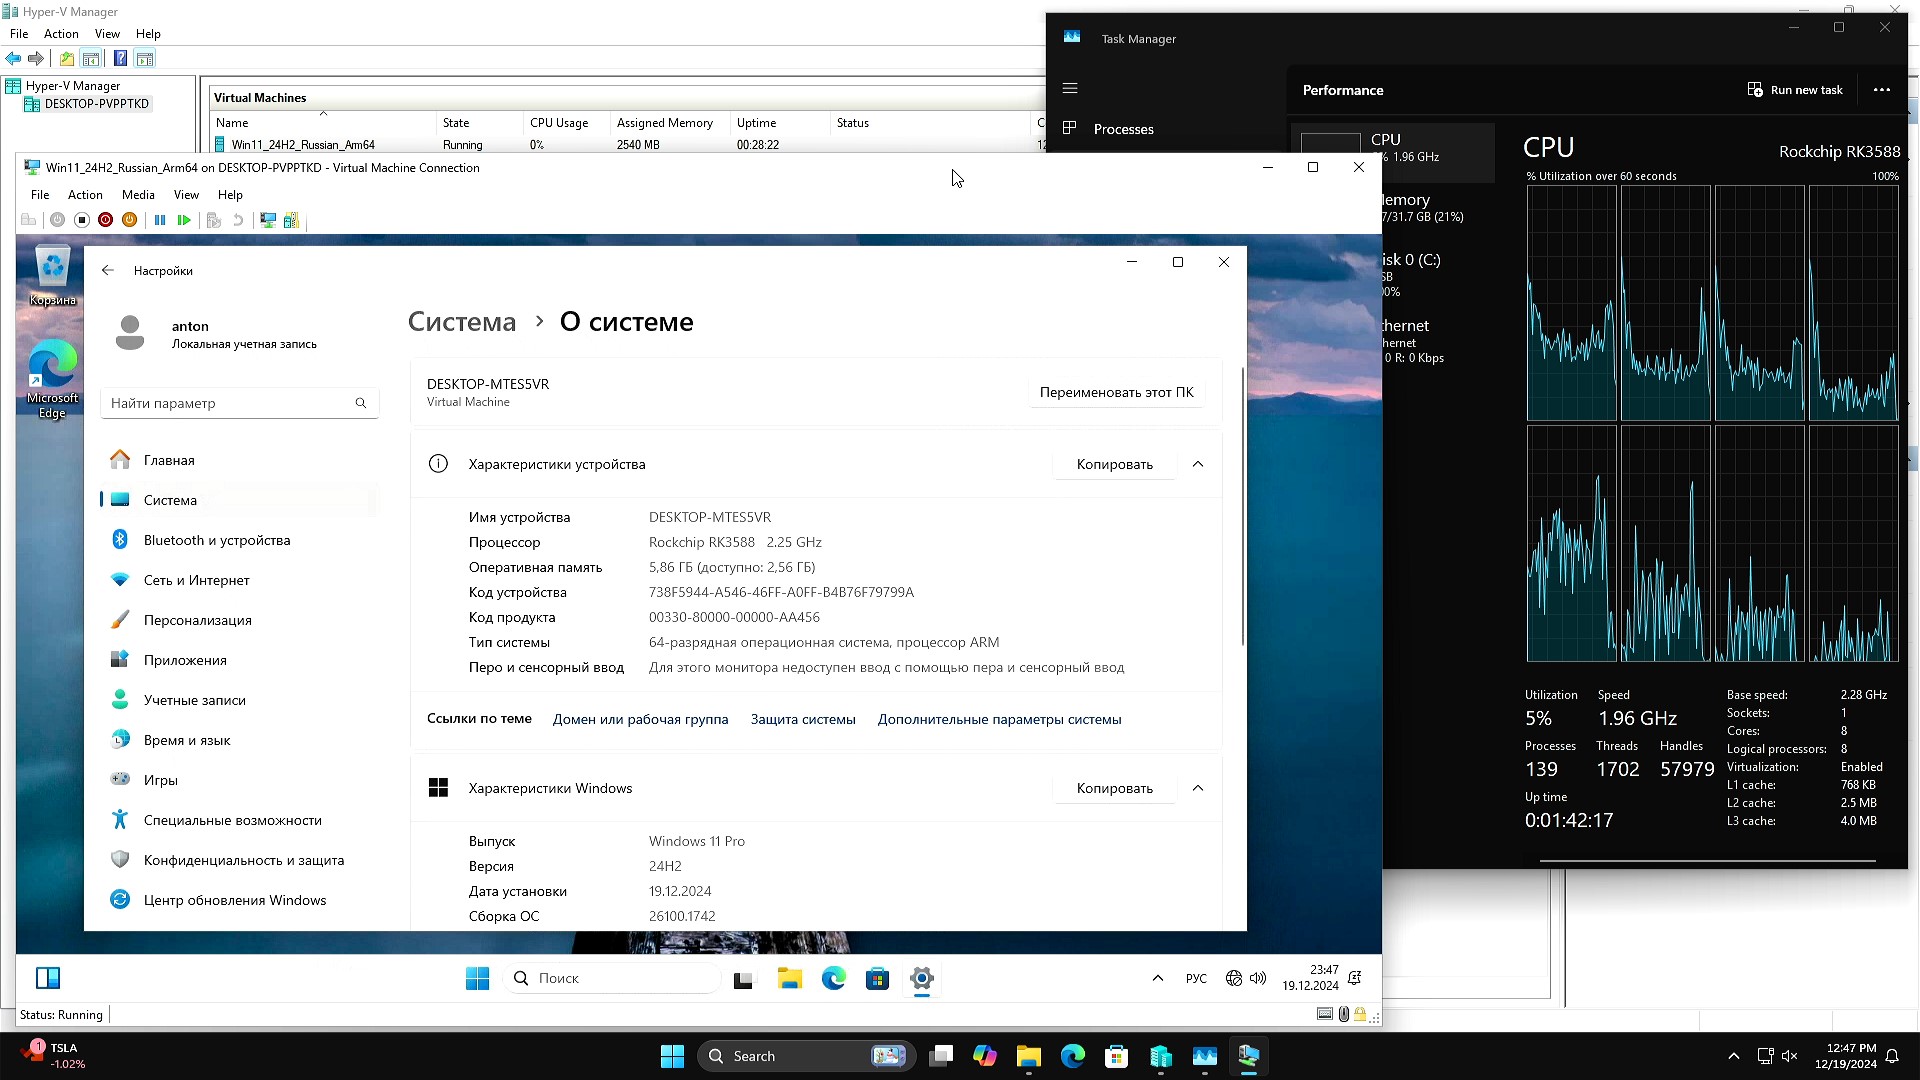 Hyper-V Manager
File Action View Help
Hyper-V Manager
DESKTOP-PVPPTKD
Virtual Machines
Name State CPU Usage Assigned Memory Uptime Status
Win11_24H2_Russian_Arm64 Running 0% 2540 MB 00:28:22
Win11_24H2_Russian_Arm64 on DESKTOP-PVPPTKD - Virtual Machine Connection
File Action Media View Help
Корзина
Microsoft
Edge
Настройки
anton
Локальная учетная запись
Найти параметр
Главная
Система
Bluetooth и устройства
Сеть и Интернет
Персонализация
Приложения
Учетные записи
Время и язык
Игры
Специальные возможности
Конфиденциальность и защита
Центр обновления Windows
Система › О системе
DESKTOP-MTES5VR
Virtual Machine
Переименовать этот ПК
Характеристики устройства
Копировать
Имя устройства DESKTOP-MTES5VR
Процессор Rockchip RK3588 2.25 GHz
Оперативная память 5,86 ГБ (доступно: 2,56 ГБ)
Код устройства 738F5944-A546-46FF-A0FF-B4B76F79799A
Код продукта 00330-80000-00000-AA456
Тип системы 64-разрядная операционная система, процессор ARM
Перо и сенсорный ввод Для этого монитора недоступен ввод с помощью пера и сенсорный ввод
Ссылки по теме Домен или рабочая группа Защита системы Дополнительные параметры системы
Характеристики Windows
Копировать
Выпуск Windows 11 Pro
Версия 24H2
Дата установки 19.12.2024
Сборка ОС 26100.1742
Поиск
РУС
23:47
19.12.2024
Status: Running
Task Manager
Performance
Run new task
Processes
CPU
% 1.96 GHz
emory
7/31.7 GB (21%)
isk 0 (C:)
SB
0%
hernet
ernet
0 R: 0 Kbps
CPU
Rockchip RK3588
% Utilization over 60 seconds 100%
Utilization Speed
5% 1.96 GHz
Processes Threads Handles
139 1702 57979
Up time
0:01:42:17
Base speed: 2.28 GHz
Sockets: 1
Cores: 8
Logical processors: 8
Virtualization: Enabled
L1 cache: 768 KB
L2 cache: 2.5 MB
L3 cache: 4.0 MB
1
TSLA
-1.02%
Search
12:47 PM
12/19/2024